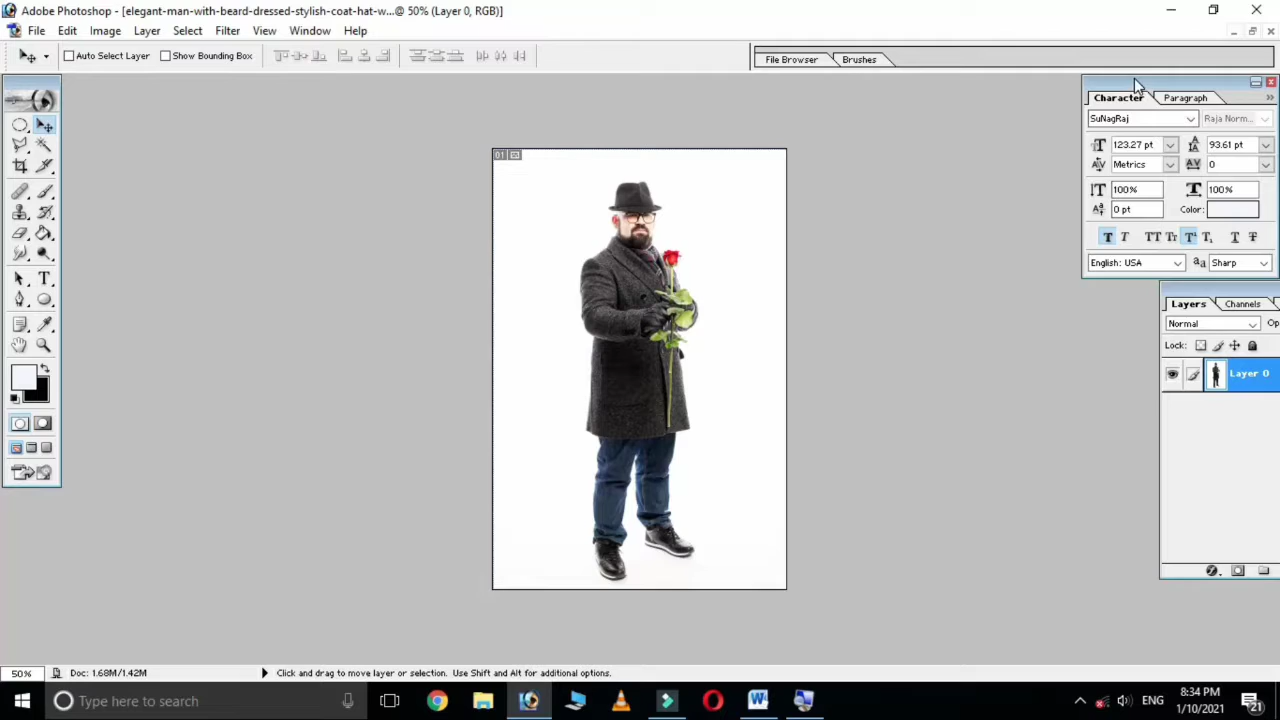 Adobe Photoshop - [elegant-man-with-beard-dressed-stylish-coat-hat-w...@ 50% (Layer 0, RGB)]
File Edit Image Layer Select Filter View Window Help
Auto Select Layer Show Bounding Box File Browser Brushes
Character Paragraph
SuNagRaj Raja Norm...
123.27 pt 93.61 pt
Metrics 0
100% 100%
0 pt Color:
English: USA Sharp
01
Layers Channels
Normal Op
Lock:
Layer 0
50% Doc: 1.68M/1.42M Click and drag to move layer or selection. Use Shift and Alt for additional options.
Type here to search
ENG
8:34 PM
1/10/2021
21